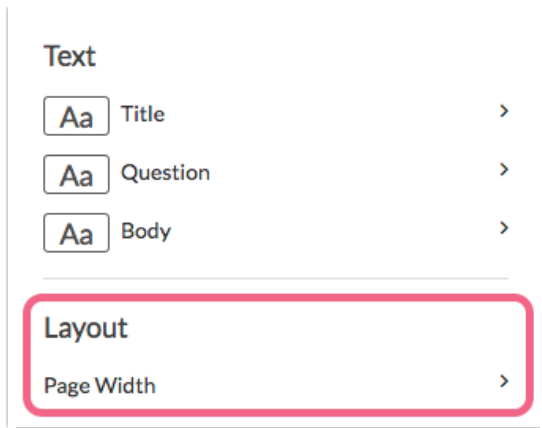 Text
Aa Title
Aa Question
Aa Body
Layout
Page Width